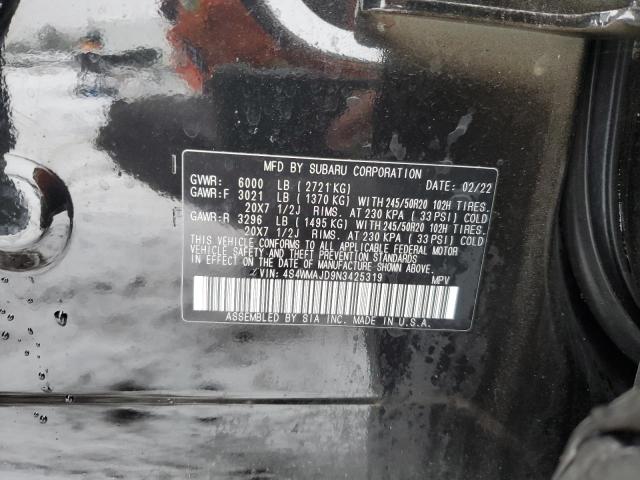 MFD BY SUBARU CORPORATION
GVWR: 6000 LB ( 2721 KG) DATE: 02/22
GAWR:F 3021 LB ( 1370 KG) WITH 245/50R20 102H TIRES.
20X7 1/2J RIMS. AT 230 KPA ( 33 PSI) COLD
GAWR:R 3296 LB ( 1495 KG) WITH 245/50R20 102H TIRES.
20X7 1/2J RIMS. AT 230 KPA ( 33 PSI) COLD
THIS VEHICLE CONFORMS TO ALL APPLICABLE FEDERAL MOTOR
VEHICLE SAFETY AND THEFT PREVENTION STANDARDS
IN EFFECT ON THE DATE OF MANUFACTURE SHOWN ABOVE.
VIN: 4S4WMAJD9N3425319 MPV
ASSEMBLED BY SIA INC. MADE IN U.S.A.